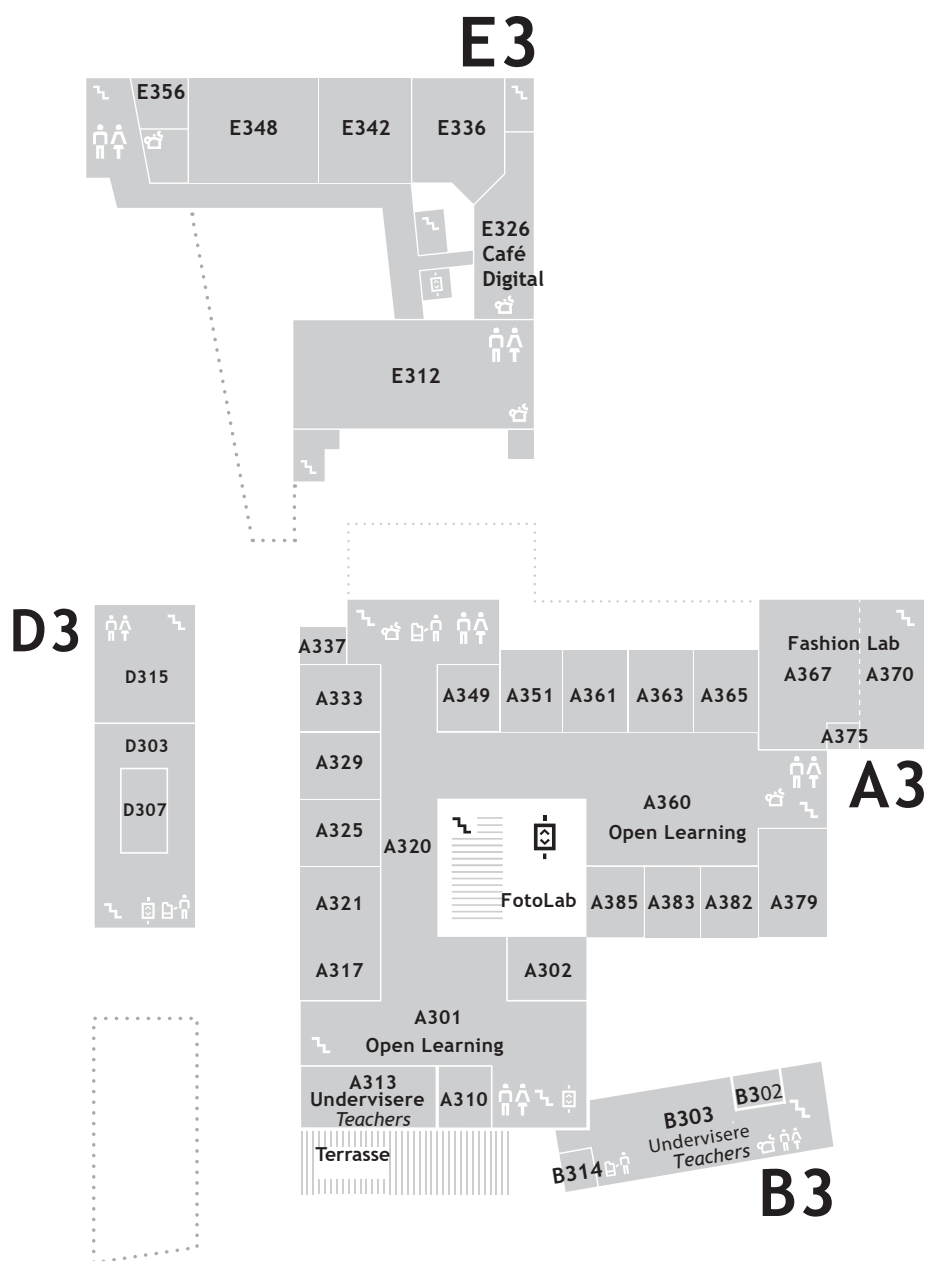 E3
E356
E348
E342
E336
E326
Café
Digital
E312
D3
D315
D303
D307
A337
A333
A349
A351
A361
A363
A365
Fashion Lab
A367
A370
A375
A3
A329
A325
A320
A360
Open Learning
FotoLab
A321
A385
A383
A382
A379
A317
A302
A301
Open Learning
A313
Undervisere
Teachers
A310
Terrasse
B302
B303
Undervisere
Teachers
B314
B3